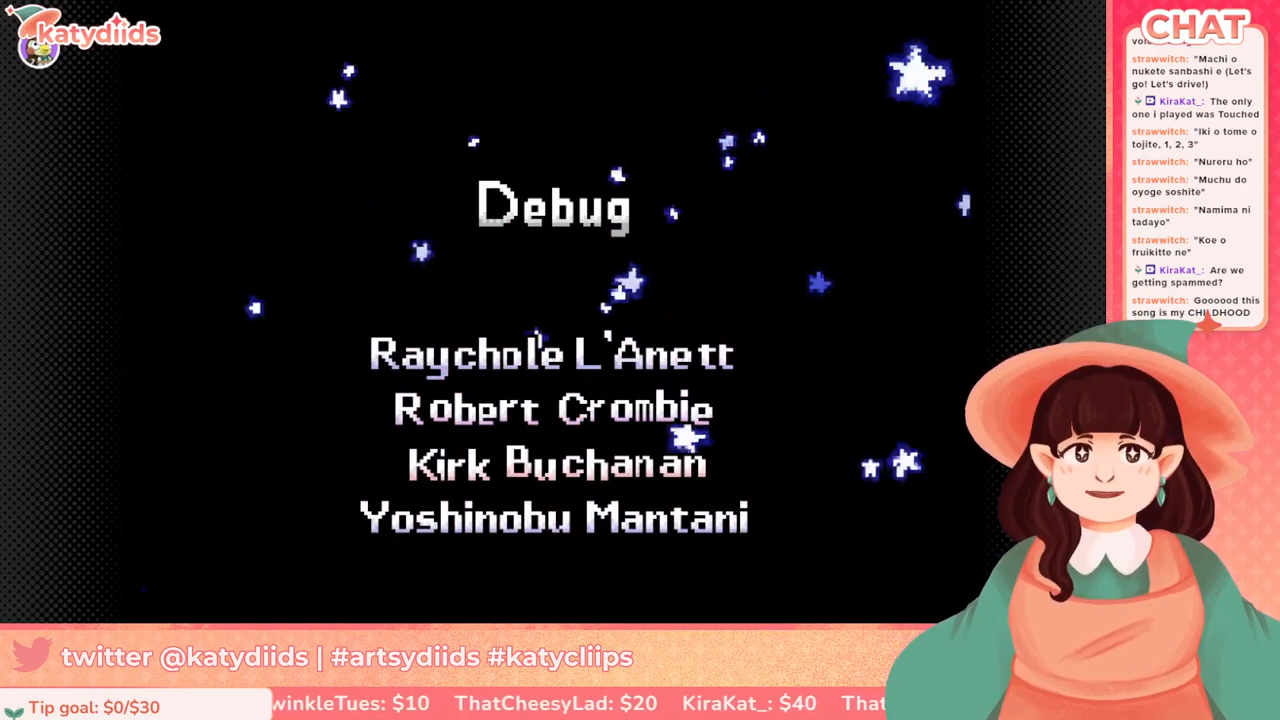 katydiids
Debug
Raychole L'Anett
Robert Crombie
Kirk Buchanan
Yoshinobu Mantani
CHAT
strawwitch: "Machi o
nukete sanbashi e (Let's
go! Let's drive!)
KiraKat_: The only
one i played was Touched
strawwitch: "Iki o tome o
tojite, 1, 2, 3"
strawwitch: "Nureru ho"
strawwitch: "Muchu do
oyoge soshite"
strawwitch: "Namima ni
tadayo"
strawwitch: "Koe o
fruikitte ne"
KiraKat_: Are we
getting spammed?
strawwitch: Goooood this
song is my CHILDHOOD
twitter @katydiids | #artsydiids #katycliips
Tip goal: $0/$30
winkleTues: $10 ThatCheesyLad: $20 KiraKat_: $40 That